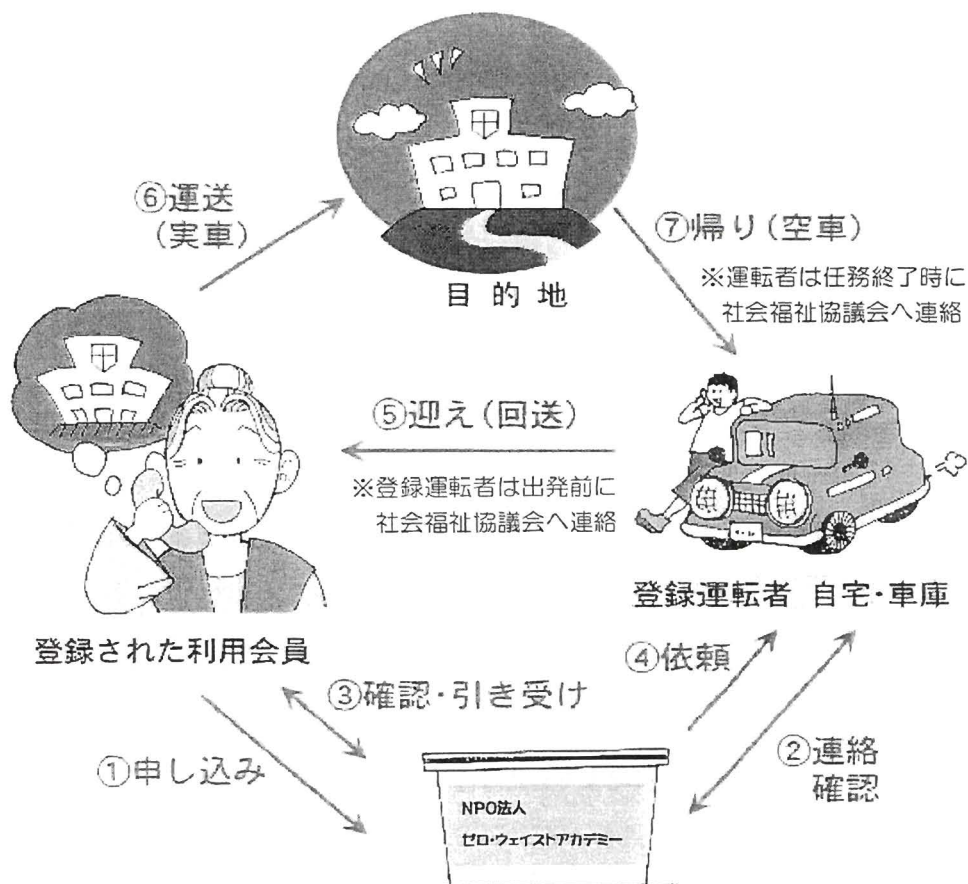 ⑥運送
(実車)
目的地
⑦帰り(空車)
※運転者は任務終了時に
社会福祉協議会へ連絡
⑤迎え(回送)
※登録運転者は出発前に
社会福祉協議会へ連絡
登録された利用会員
登録運転者 自宅・車庫
④依頼
③確認・引き受け
①申し込み
②連絡
確認
NPO法人
ゼロ・ウェイストアカデミー